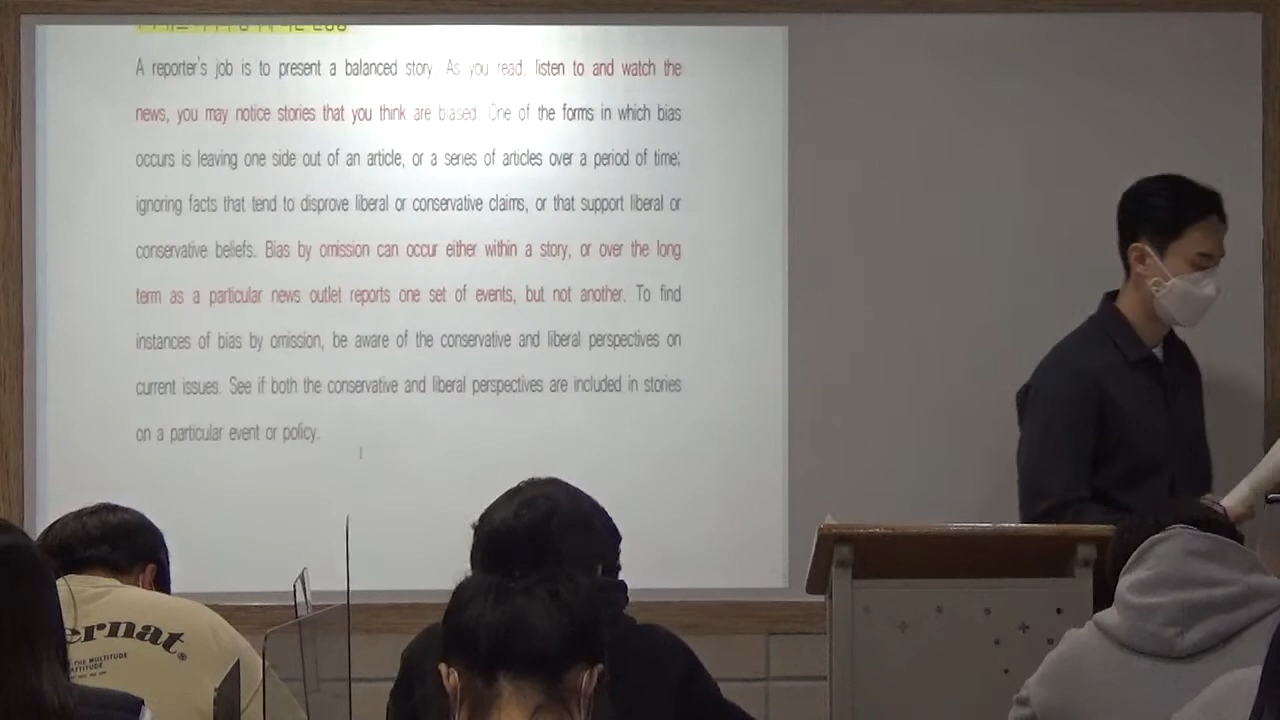 A reporter's job is to present a balanced story. As you read, listen to and watch the
news, you may notice stories that you think are biased. One of the forms in which bias
occurs is leaving one side out of an article, or a series of articles over a period of time;
ignoring facts that tend to disprove liberal or conservative claims, or that support liberal or
conservative beliefs. Bias by omission can occur either within a story, or over the long
term as a particular news outlet reports one set of events, but not another. To find
instances of bias by omission, be aware of the conservative and liberal perspectives on
current issues. See if both the conservative and liberal perspectives are included in stories
on a particular event or policy.
ernat
THE MULTITUDE
ATTITUDE